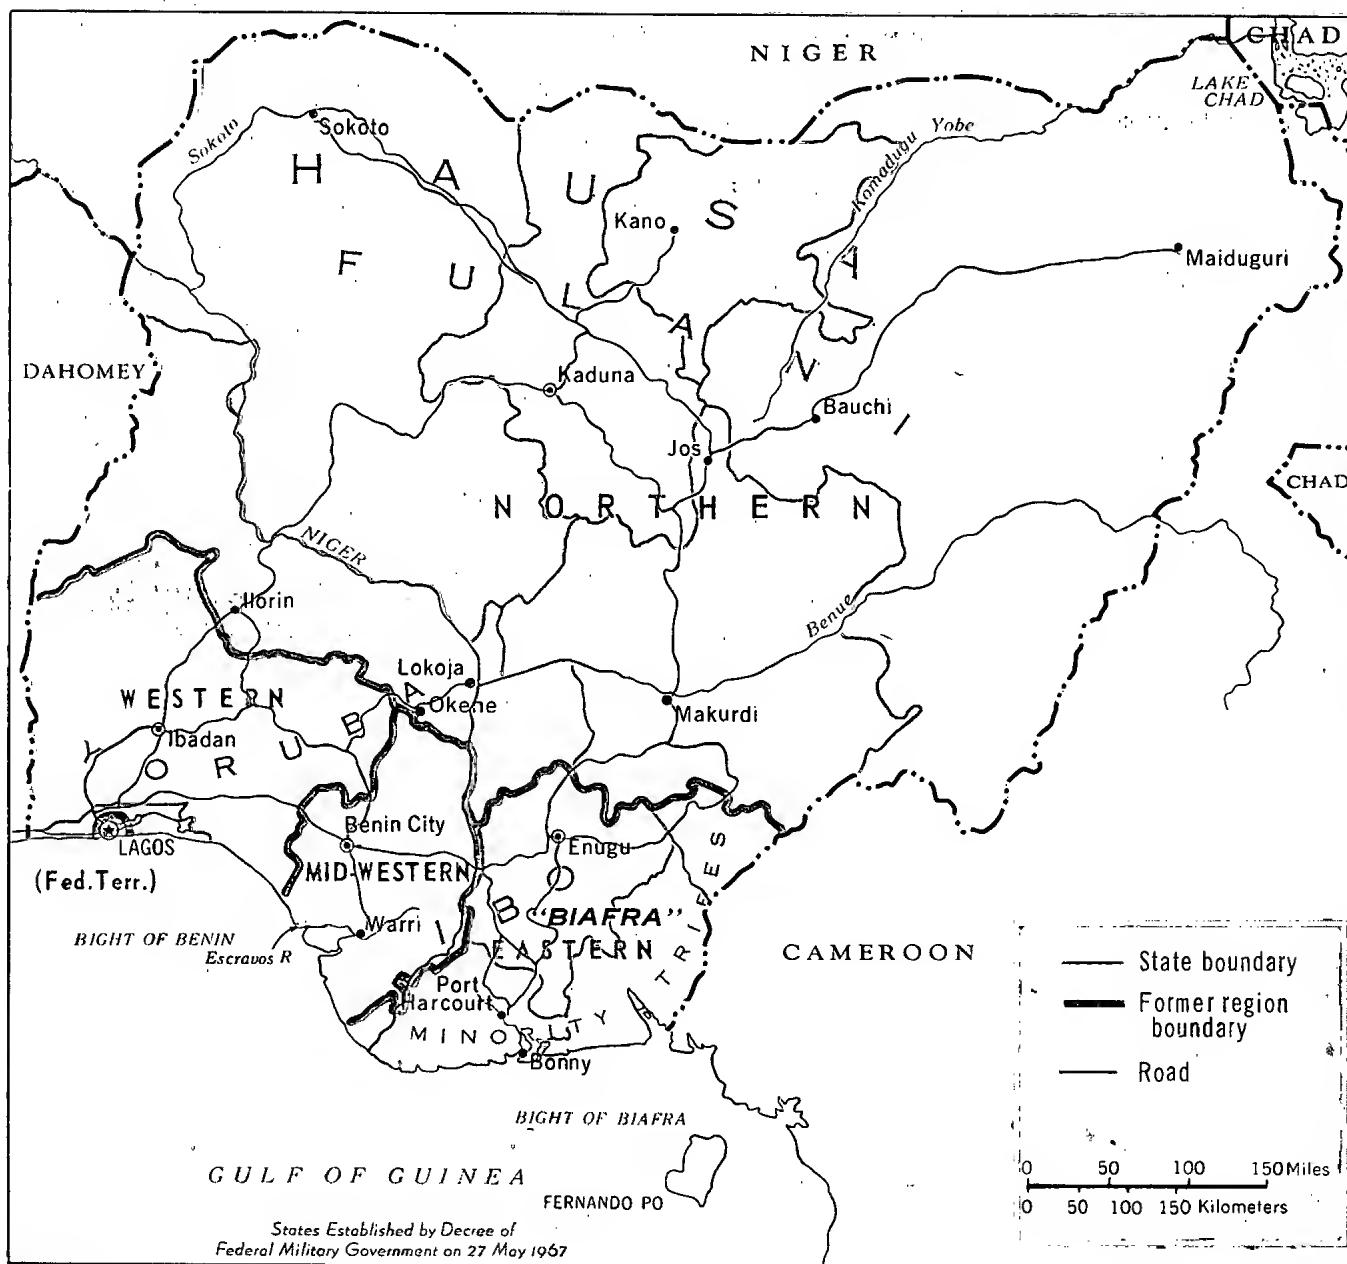 NIGER
CHAD
LAKE
CHAD
Sokoto
Sokoto
Komadugu Yobe
HAUSA
Kano
FULANI
Maiduguri
DAHOMEY
Kaduna
Bauchi
Jos
CHAD
NORTHERN
NIGER
Ilorin
Benue
Lokoja
Okene
WESTERN
Makurdi
Ibadan
YORUBA
Benin City
Enugu
LAGOS
(Fed. Terr.)
MID-WESTERN
IBO
"BIAFRA"
EASTERN
Warri
BIGHT OF BENIN
Escravos R
CAMEROON
Port
Harcourt
MINORITY TRIBES
Bonny
State boundary
Former region
boundary
Road
BIGHT OF BIAFRA
GULF OF GUINEA
FERNANDO PO
0 50 100 150 Miles
0 50 100 150 Kilometers
States Established by Decree of
Federal Military Government on 27 May 1967